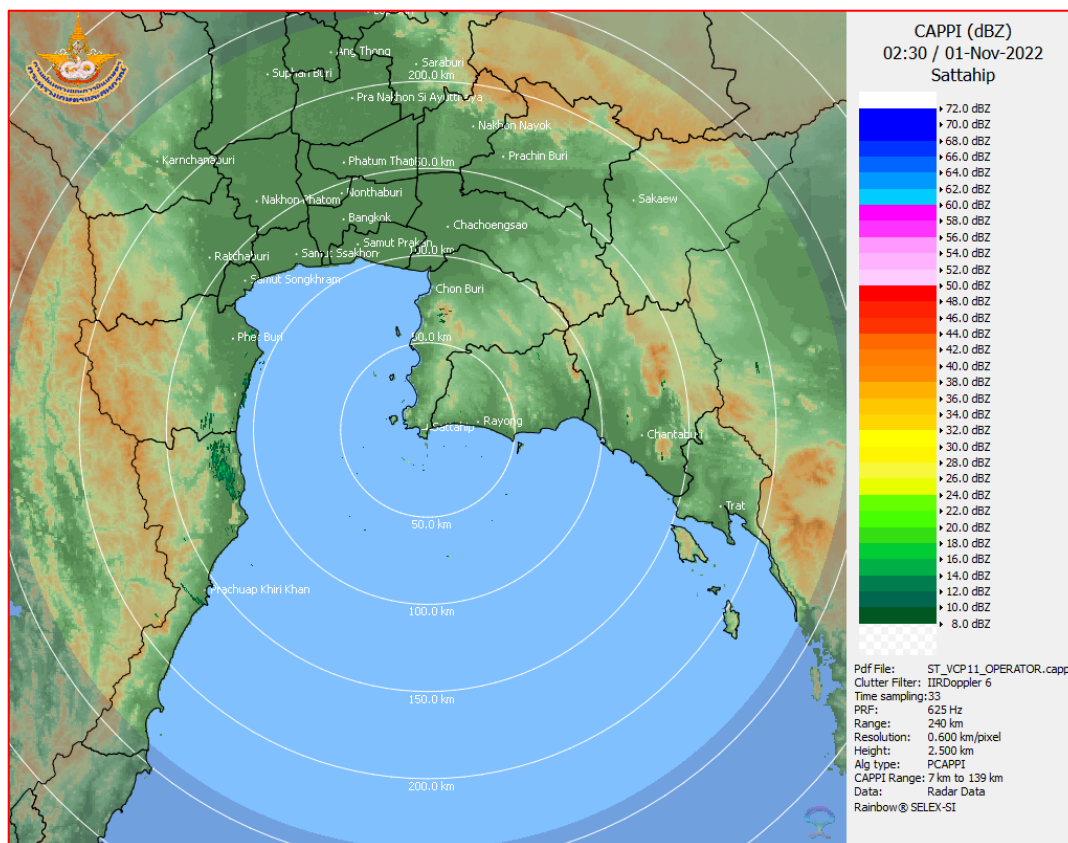 CAPPI (dBZ)
02:30 / 01-Nov-2022
Sattahip
72.0 dBZ
70.0 dBZ
68.0 dBZ
66.0 dBZ
64.0 dBZ
62.0 dBZ
60.0 dBZ
58.0 dBZ
56.0 dBZ
54.0 dBZ
52.0 dBZ
50.0 dBZ
48.0 dBZ
46.0 dBZ
44.0 dBZ
42.0 dBZ
40.0 dBZ
38.0 dBZ
36.0 dBZ
34.0 dBZ
32.0 dBZ
30.0 dBZ
28.0 dBZ
26.0 dBZ
24.0 dBZ
22.0 dBZ
20.0 dBZ
18.0 dBZ
16.0 dBZ
14.0 dBZ
12.0 dBZ
10.0 dBZ
8.0 dBZ
Pdf File: ST_VCP11_OPERATOR.capp
Clutter Filter: IIRDoppler 6
Time sampling:33
PRF: 625 Hz
Range: 240 km
Resolution: 0.600 km/pixel
Height: 2.500 km
Alg type: PCAPPI
CAPPI Range: 7 km to 139 km
Data: Radar Data
Rainbow® SELEX-SI
Ang Thong
Saraburi
Suphan Buri
200.0 km
Pra Nakhon Si Ayutthaya
Nakhon Nayok
Karnchanaburi
Phatum Thani
150.0 km
Prachin Buri
Nonthaburi
Nakhon Phatom
Sakaew
Bangkok
Chachoengsao
Samut Prakan
Samut Ssakhon
100.0 km
Ratchaburi
Samut Songkhram
Chon Buri
Phet Buri
50.0 km
Rayong
Sattahip
Chantaburi
Trat
50.0 km
Prachuap Khiri Khan
100.0 km
150.0 km
200.0 km